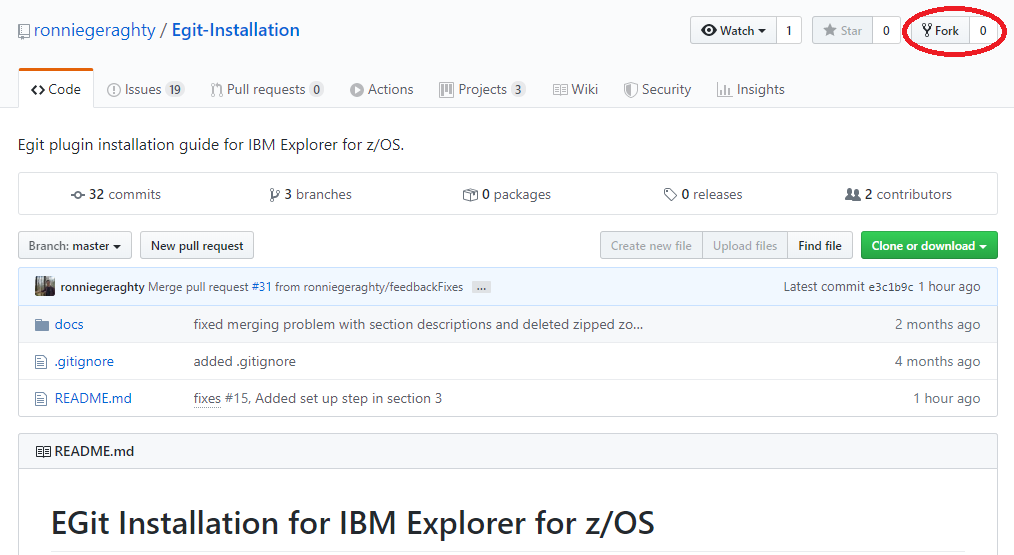 ronniegeraghty / Egit-Installation Watch 1 Star 0 Fork 0
Code Issues 19 Pull requests 0 Actions Projects 3 Wiki Security Insights
Egit plugin installation guide for IBM Explorer for z/OS.
32 commits 3 branches 0 packages 0 releases 2 contributors
Branch: master New pull request Create new file Upload files Find file Clone or download
ronniegeraghty Merge pull request #31 from ronniegeraghty/feedbackFixes ... Latest commit e3c1b9c 1 hour ago
docs fixed merging problem with section descriptions and deleted zipped zo... 2 months ago
.gitignore added .gitignore 4 months ago
README.md fixes #15, Added set up step in section 3 1 hour ago
README.md
EGit Installation for IBM Explorer for z/OS